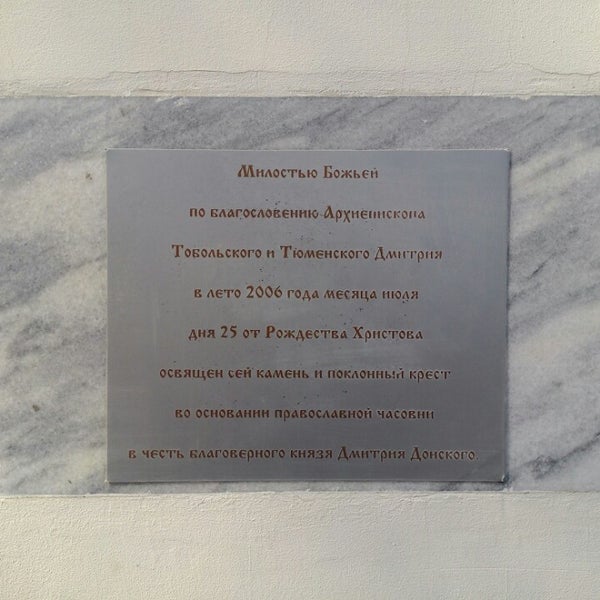 Милостью Божьей
по благословению Архиепископа
Тобольского и Тюменского Дмитрия
в лето 2006 года месяца июля
дня 25 от Рождества Христова
освящен сей камень и поклонный крест
во основании православной часовни
в честь благоверного князя Дмитрия Донского.